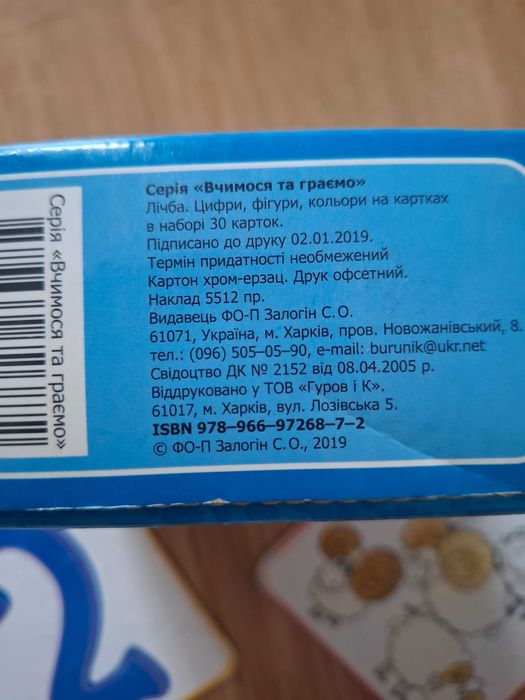 Серія «Вчимося та граємо»
Серія «Вчимося та граємо»
Лічба. Цифри, фігури, кольори на картках
в наборі 30 карток.
Підписано до друку 02.01.2019.
Термін придатності необмежений
Картон хром-ерзац. Друк офсетний.
Наклад 5512 пр.
Видавець ФО-П Залогін С. О.
61071, Україна, м. Харків, пров. Новожанівський, 8.
тел.: (096) 505–05–90, e-mail: burunik@ukr.net
Свідоцтво ДК № 2152 від 08.04.2005 р.
Віддруковано у ТОВ «Гуров і К».
61017, м. Харків, вул. Лозівська 5.
ISBN 978–966–97268–7–2
© ФО-П Залогін С. О., 2019
2